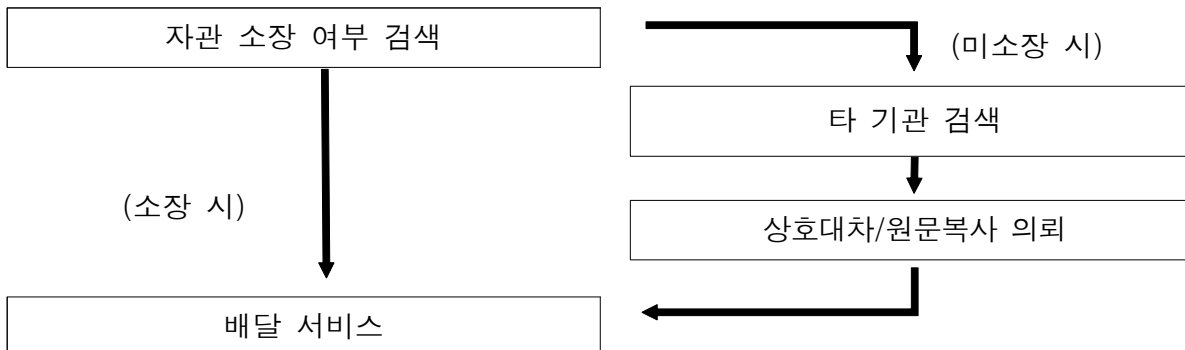 자관 소장 여부 검색
(미소장 시)
타 기관 검색
(소장 시)
상호대차/원문복사 의뢰
배달 서비스